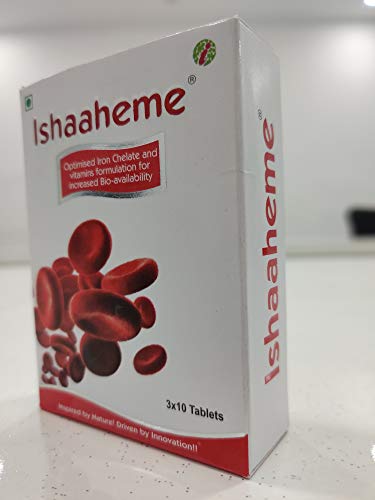 Ishaaheme®
Optimised Iron Chelate and
vitamins formulation for
increased Bio-availability
3x10 Tablets
Inspired by Nature! Driven by Innovation!!
Ishaaheme®